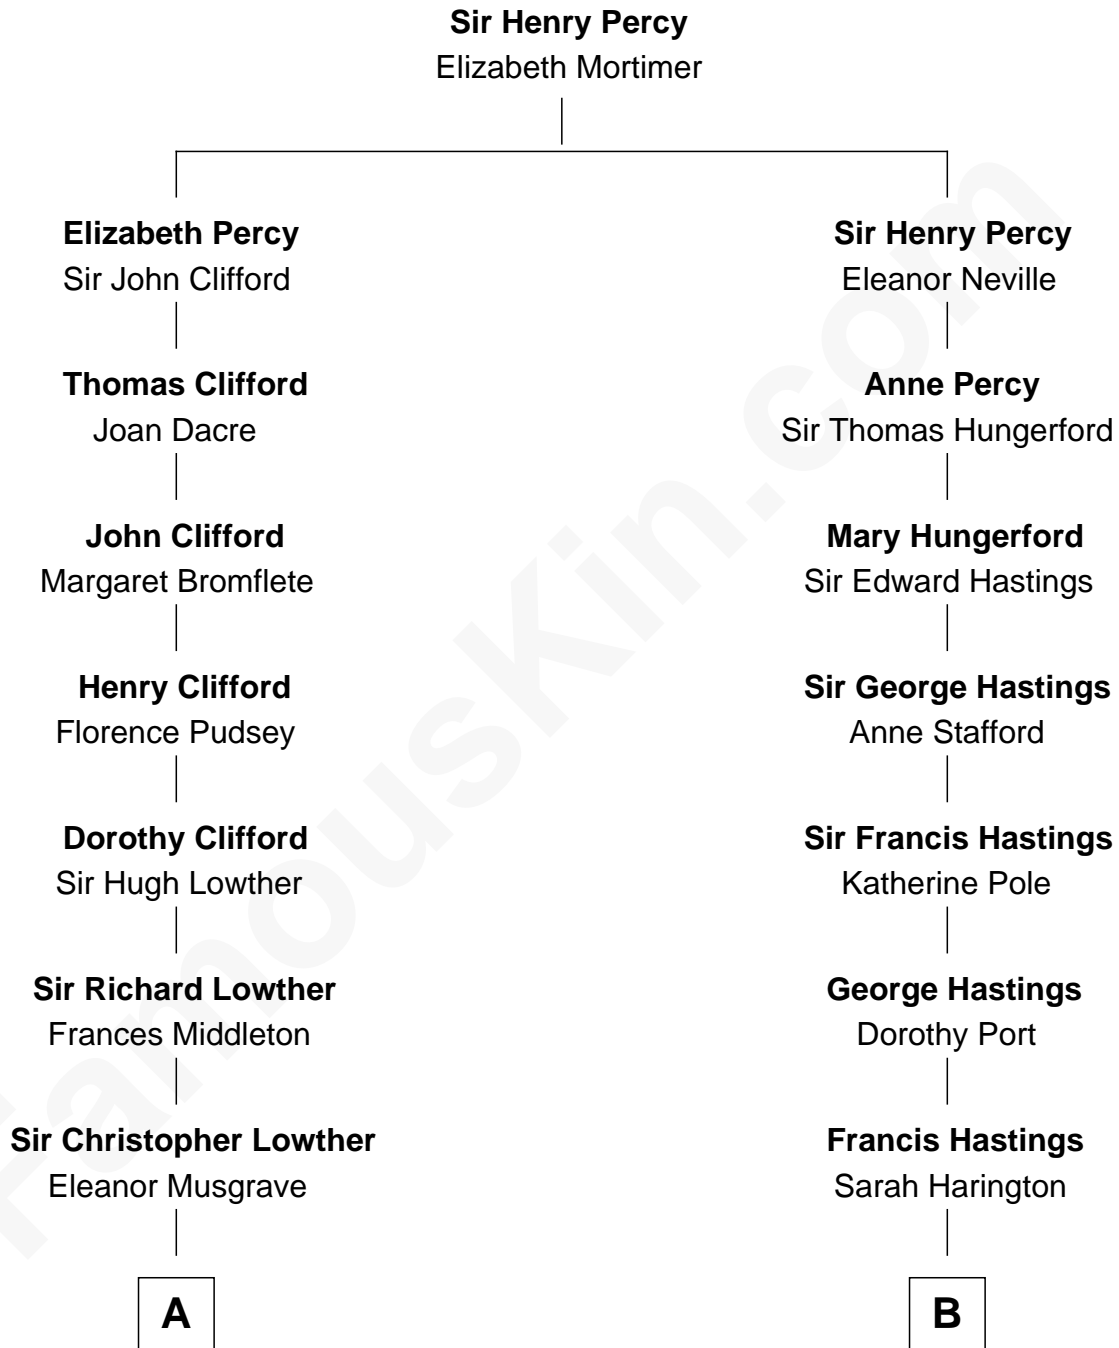 Sir Henry Percy
Elizabeth Mortimer
Elizabeth Percy
Sir John Clifford
Thomas Clifford
Joan Dacre
John Clifford
Margaret Bromflete
Henry Clifford
Florence Pudsey
Dorothy Clifford
Sir Hugh Lowther
Sir Richard Lowther
Frances Middleton
Sir Christopher Lowther
Eleanor Musgrave
A
Sir Henry Percy
Eleanor Neville
Anne Percy
Sir Thomas Hungerford
Mary Hungerford
Sir Edward Hastings
Sir George Hastings
Anne Stafford
Sir Francis Hastings
Katherine Pole
George Hastings
Dorothy Port
Francis Hastings
Sarah Harington
B
FamousKin.com